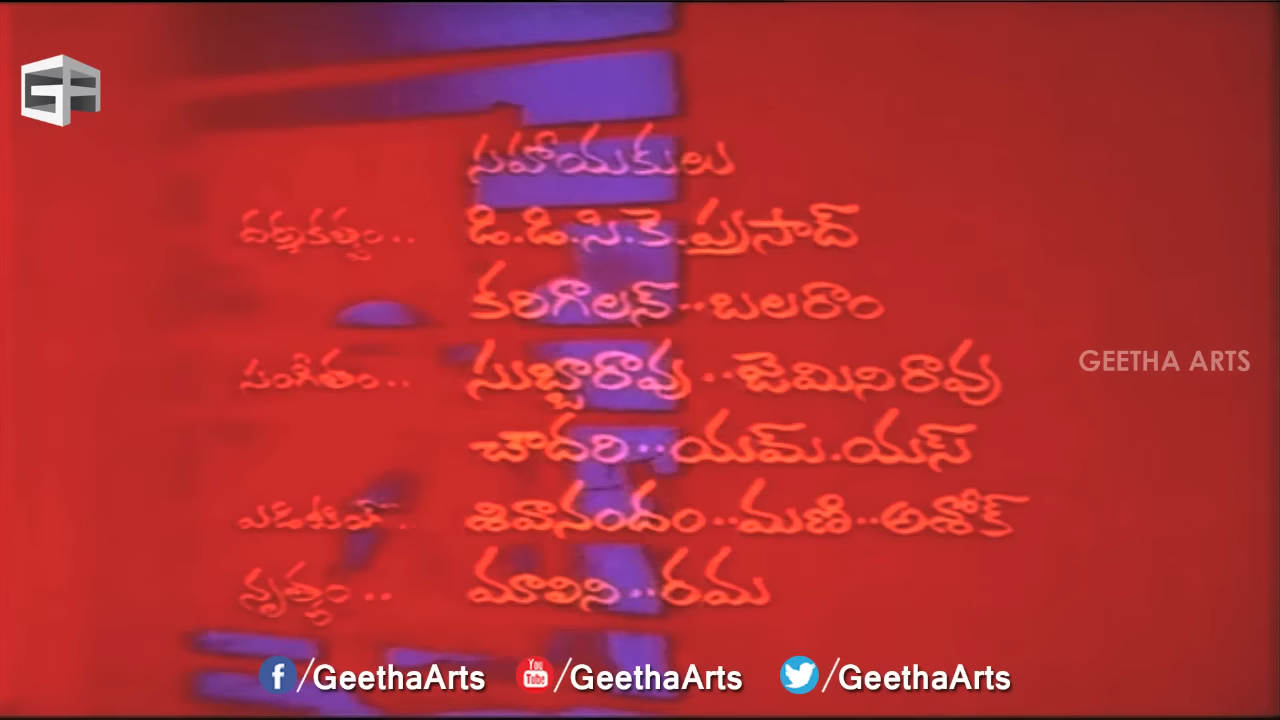 సహాయకులు
దర్శకత్వం.. డి.డి.సి.కె.ప్రసాద్
కరిగాలన్..బలరాం
GEETHA ARTS
సంగీతం.. సుబ్బారావు..జెమినిరావు
చౌదరి..యమ్.యస్
ఎడిటింగ్.. శివానందం..మణి..అశోక్
నృత్యం.. మాలిని..రమ
/GeethaArts /GeethaArts /GeethaArts